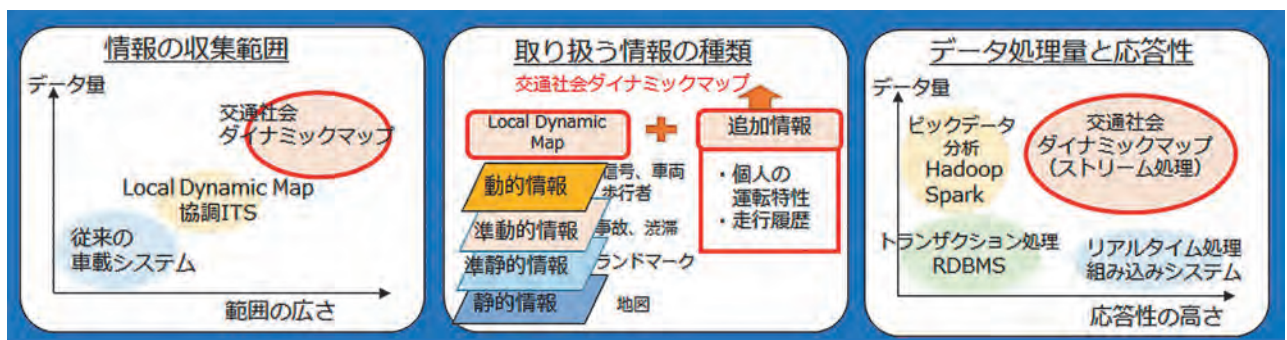 情報の収集範囲
データ量
交通社会
ダイナミックマップ
Local Dynamic Map
協調ITS
従来の
車載システム
範囲の広さ
取り扱う情報の種類
交通社会ダイナミックマップ
Local Dynamic
Map
追加情報
動的情報
信号、車両
歩行者
準動的情報
事故、渋滞
準静的情報
ランドマーク
静的情報
地図
・個人の
運転特性
・走行履歴
データ処理量と応答性
データ量
ビックデータ
分析
Hadoop
Spark
交通社会
ダイナミックマップ
(ストリーム処理)
トランザクション処理
RDBMS
リアルタイム処理
組み込みシステム
応答性の高さ